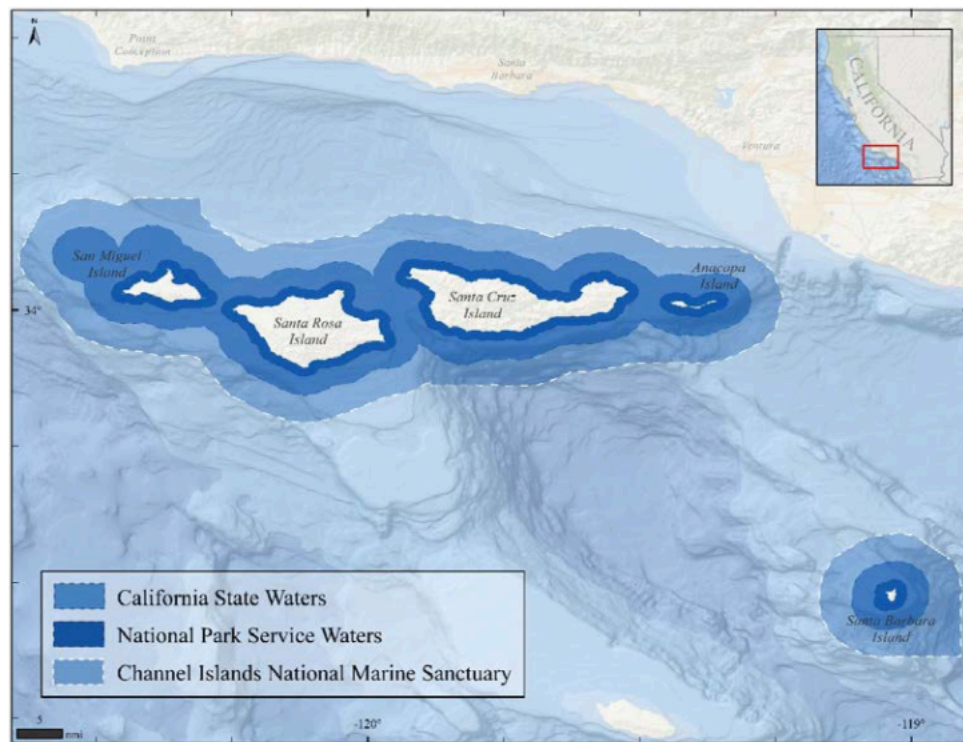 N
Point
Conception
Santa
Barbara
Ventura
CALIFORNIA
San Miguel
Island
Santa Rosa
Island
Santa Cruz
Island
Anacapa
Island
34°
Santa Barbara
Island
California State Waters
National Park Service Waters
Channel Islands National Marine Sanctuary
5
nmi
-120°
-119°